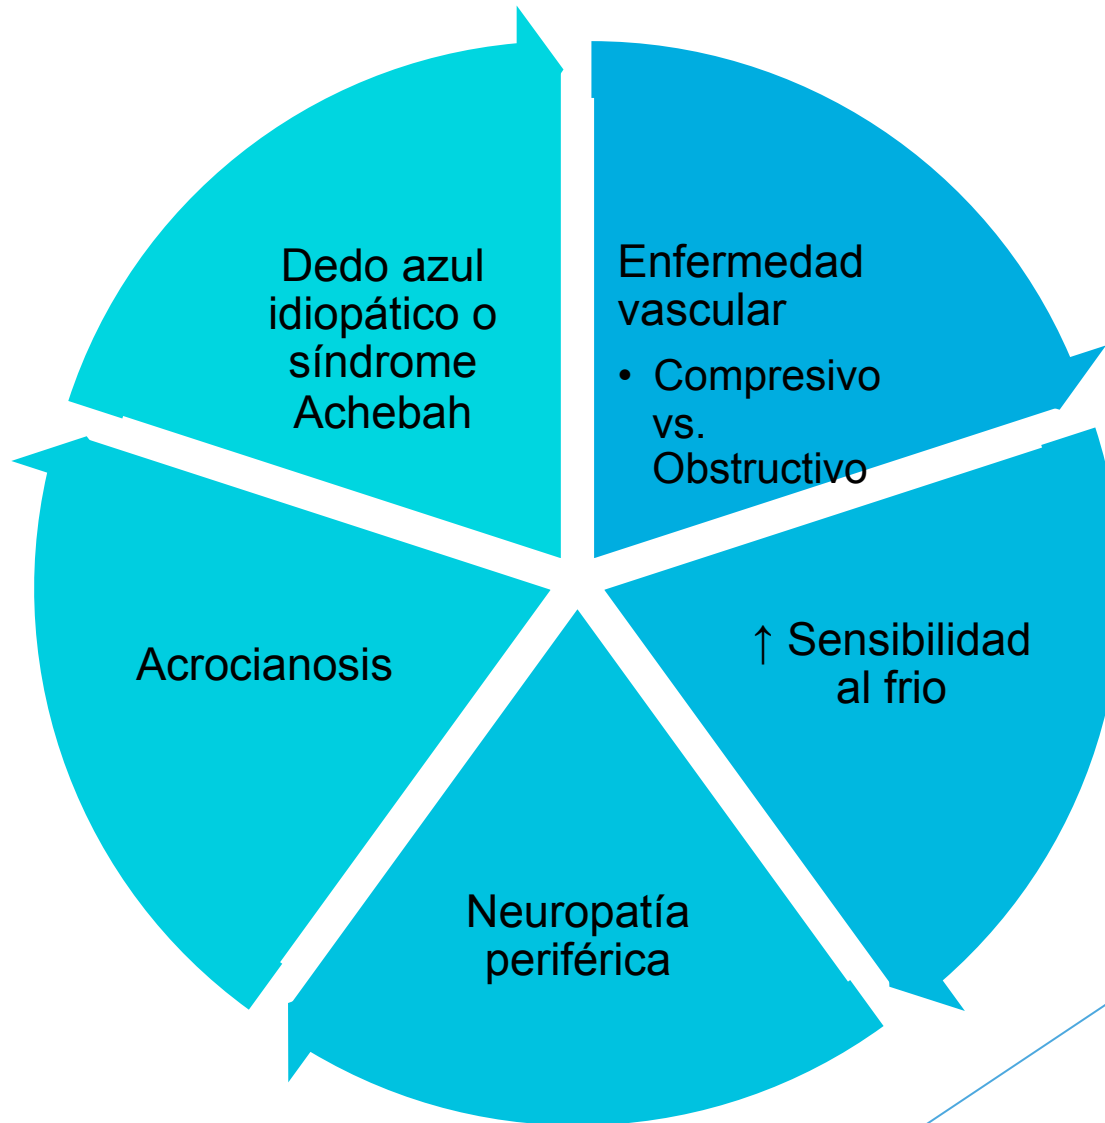 Dedo azul
idiopático o
síndrome
Achebah
Enfermedad
vascular
• Compresivo
vs.
Obstructivo
↑ Sensibilidad
al frio
Neuropatía
periférica
Acrocianosis